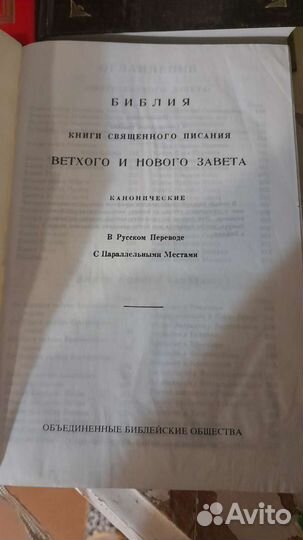 БИБЛИЯ
КНИГИ СВЯЩЕННОГО ПИСАНИЯ
ВЕТХОГО И НОВОГО ЗАВЕТА
КАНОНИЧЕСКИЕ
В Русском Переводе
С Параллельными Местами
ОБЪЕДИНЕННЫЕ БИБЛЕЙСКИЕ ОБЩЕСТВА
Avito